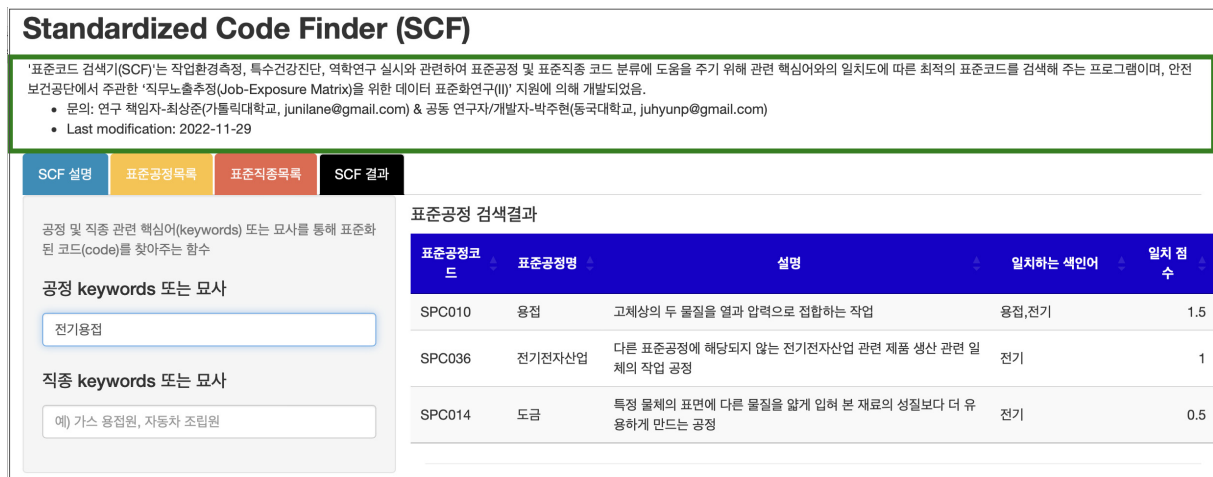 Standardized Code Finder (SCF)
'표준코드 검색기(SCF)'는 작업환경측정, 특수건강진단, 역학연구 실시와 관련하여 표준공정 및 표준직종 코드 분류에 도움을 주기 위해 관련 핵심어와의 일치도에 따른 최적의 표준코드를 검색해 주는 프로그램이며, 안전
보건공단에서 주관한 '직무노출추정(Job-Exposure Matrix)을 위한 데이터 표준화연구(II)' 지원에 의해 개발되었음.
• 문의: 연구 책임자-최상준(가톨릭대학교, junilane@gmail.com) & 공동 연구자/개발자-박주현(동국대학교, juhyunp@gmail.com)
• Last modification: 2022-11-29
SCF 설명 표준공정목록 표준직종목록 SCF 결과
공정 및 직종 관련 핵심어(keywords) 또는 묘사를 통해 표준화
된 코드(code)를 찾아주는 함수
공정 keywords 또는 묘사
전기용접
직종 keywords 또는 묘사
예) 가스 용접원, 자동차 조립원
표준공정 검색결과
표준공정코
드
표준공정명
설명
일치하는 색인어
일치 점
수
SPC010 용접 고체상의 두 물질을 열과 압력으로 접합하는 작업 용접,전기 1.5
SPC036 전기전자산업 다른 표준공정에 해당되지 않는 전기전자산업 관련 제품 생산 관련 일
체의 작업 공정 전기 1
SPC014 도금 특정 물체의 표면에 다른 물질을 얇게 입혀 본 재료의 성질보다 더 유
용하게 만드는 공정 전기 0.5